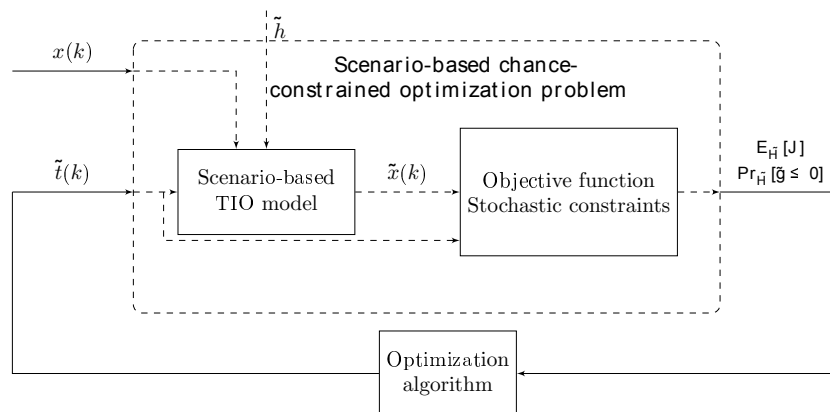 x(k)
h̃
Scenario-based chance-
constrained optimization problem
t̃(k)
Scenario-based
TIO model
x̃(k)
Objective function
Stochastic constraints
E_H̃ [J]
Pr_H̃ [g̃ ≤ 0]
Optimization
algorithm